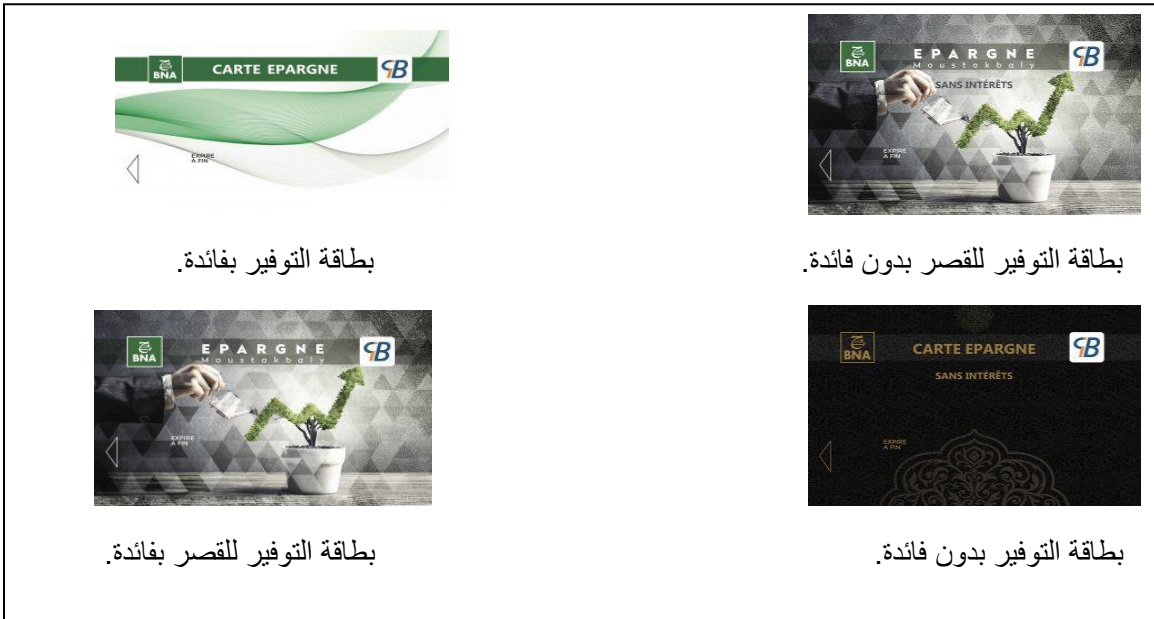 BNA CARTE EPARGNE
EXPIRE
A FIN
بطاقة التوفير بفائدة.
BNA EPARGNE
Moustakbaly
SANS INTÉRÊTS
EXPIRE
A FIN
بطاقة التوفير للقصر بدون فائدة.
BNA EPARGNE
Moustakbaly
EXPIRE
A FIN
بطاقة التوفير للقصر بفائدة.
BNA CARTE EPARGNE
SANS INTÉRÊTS
EXPIRE
A FIN
بطاقة التوفير بدون فائدة.